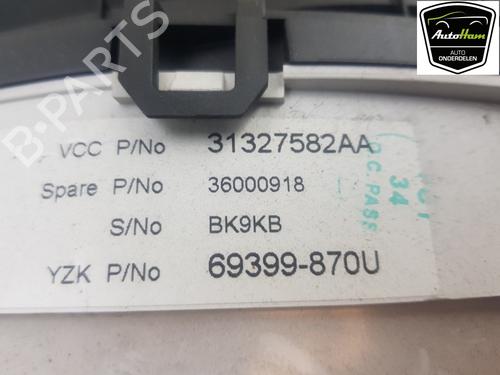 AutoHam
AUTO
ONDERDELEN
B-PARTS
VCC P/No 31327582AA
Spare P/No 36000918
S/No BK9KB
YZK P/No 69399-870U
Q.C. PASS
34